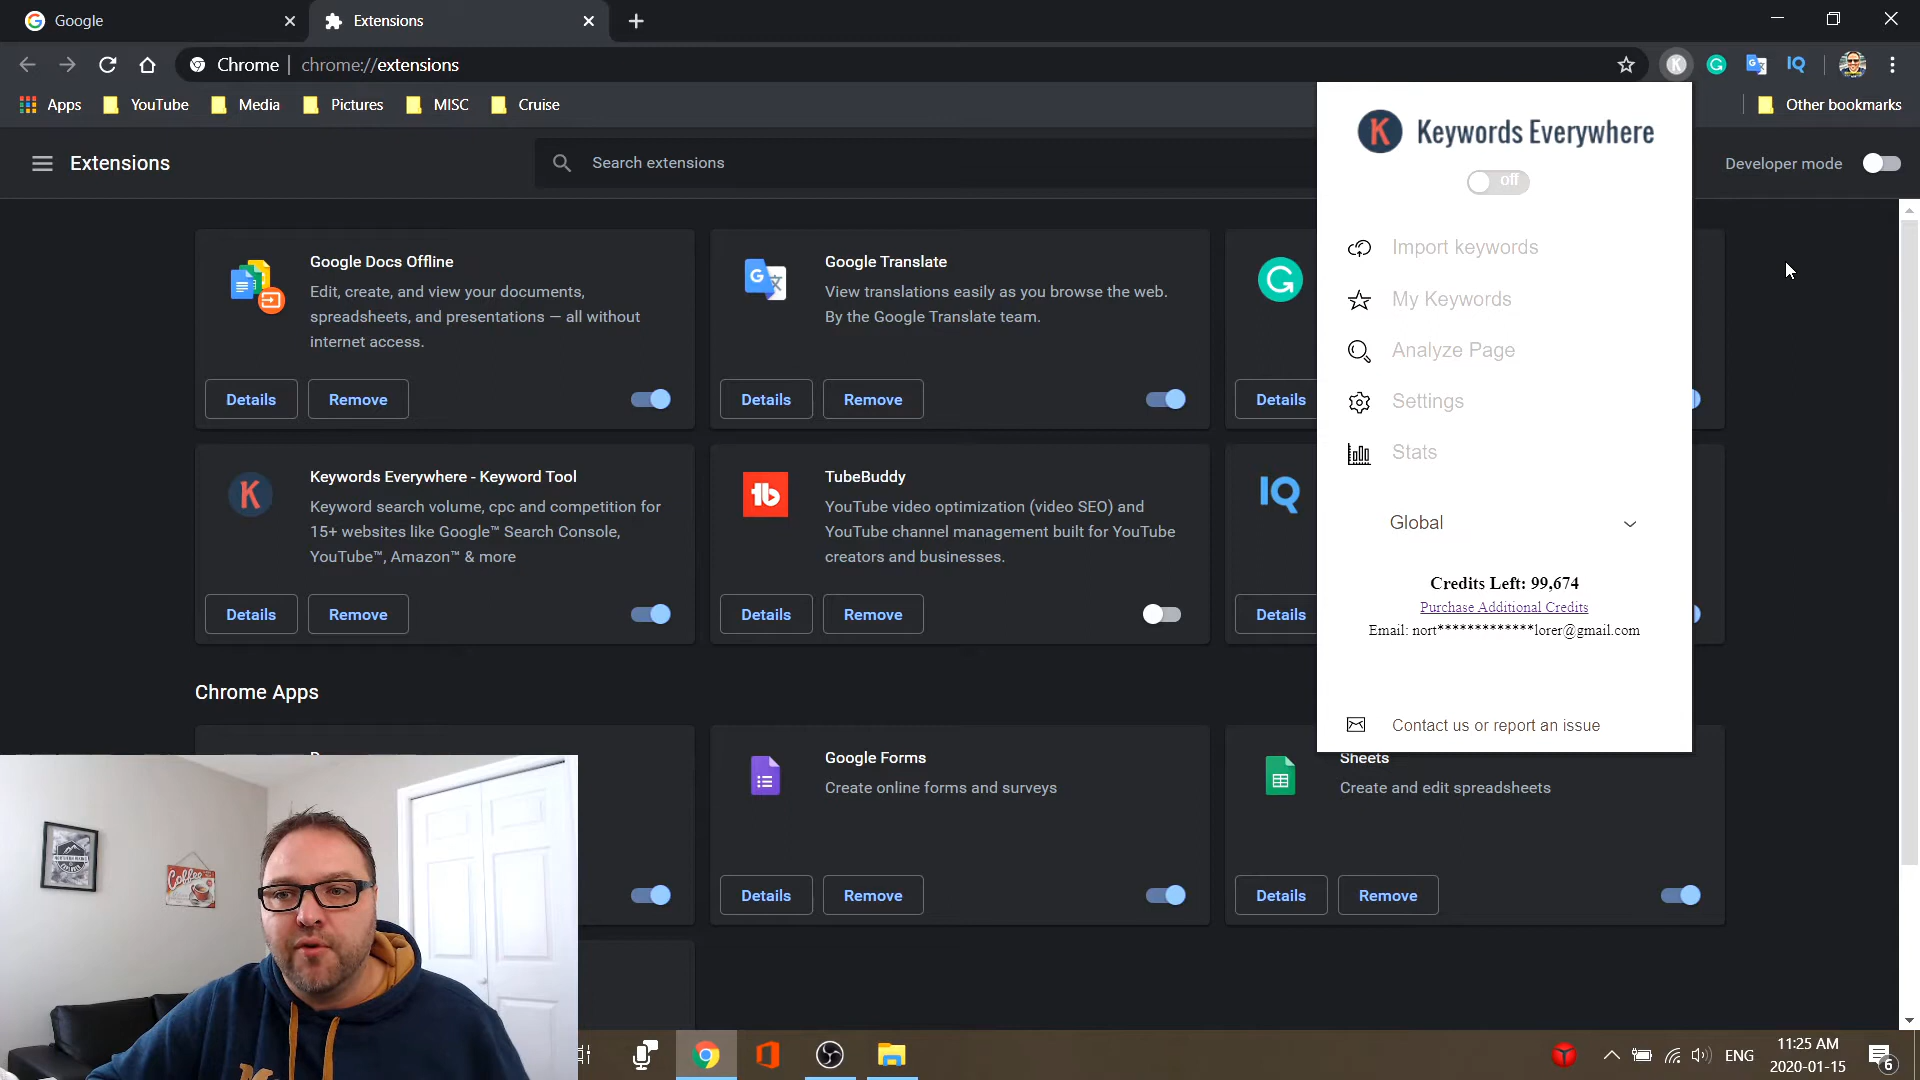 Google
Extensions
Chrome
chrome://extensions
Apps
YouTube
Media
Pictures
MISC
Cruise
Other bookmarks
Extensions
Search extensions
Developer mode
Google Docs Offline
Edit, create, and view your documents,
spreadsheets, and presentations — all without
internet access.
Details
Remove
Google Translate
View translations easily as you browse the web.
By the Google Translate team.
Details
Remove
Details
Keywords Everywhere - Keyword Tool
Keyword search volume, cpc and competition for
15+ websites like Google™ Search Console,
YouTube™, Amazon™ & more
Details
Remove
TubeBuddy
YouTube video optimization (video SEO) and
YouTube channel management built for YouTube
creators and businesses.
Details
Remove
IQ
Details
K Keywords Everywhere
off
Import keywords
My Keywords
Analyze Page
Settings
Stats
Global
Credits Left: 99,674
Purchase Additional Credits
Email: nort*************lorer@gmail.com
Contact us or report an issue
Chrome Apps
Google Forms
Create online forms and surveys
Details
Remove
Sheets
Create and edit spreadsheets
Details
Remove
Coffee
ENG
11:25 AM
2020-01-15
6